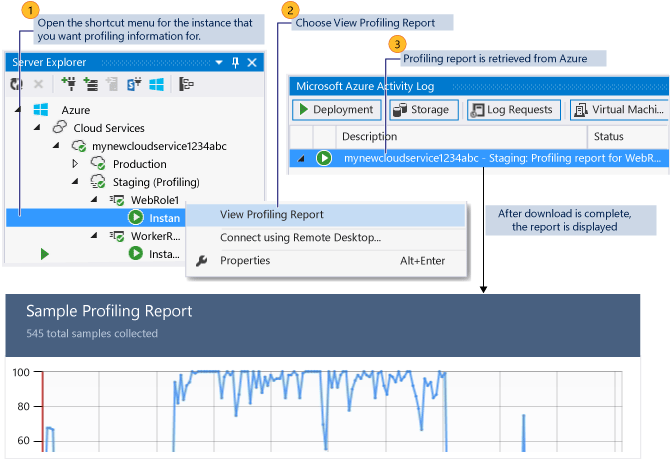 1
Open the shortcut menu for the instance that
you want profiling information for.
2
Choose View Profiling Report
3
Profiling report is retrieved from Azure
Server Explorer
Azure
Cloud Services
mynewcloudservice1234abc
Production
Staging (Profiling)
WebRole1
Instan
WorkerR...
Insta...
View Profiling Report
Connect using Remote Desktop...
Properties Alt+Enter
Microsoft Azure Activity Log
Deployment Storage Log Requests Virtual Machi...
Description Status
mynewcloudservice1234abc - Staging: Profiling report for WebR...
After download is complete,
the report is displayed
Sample Profiling Report
545 total samples collected
100
80
60